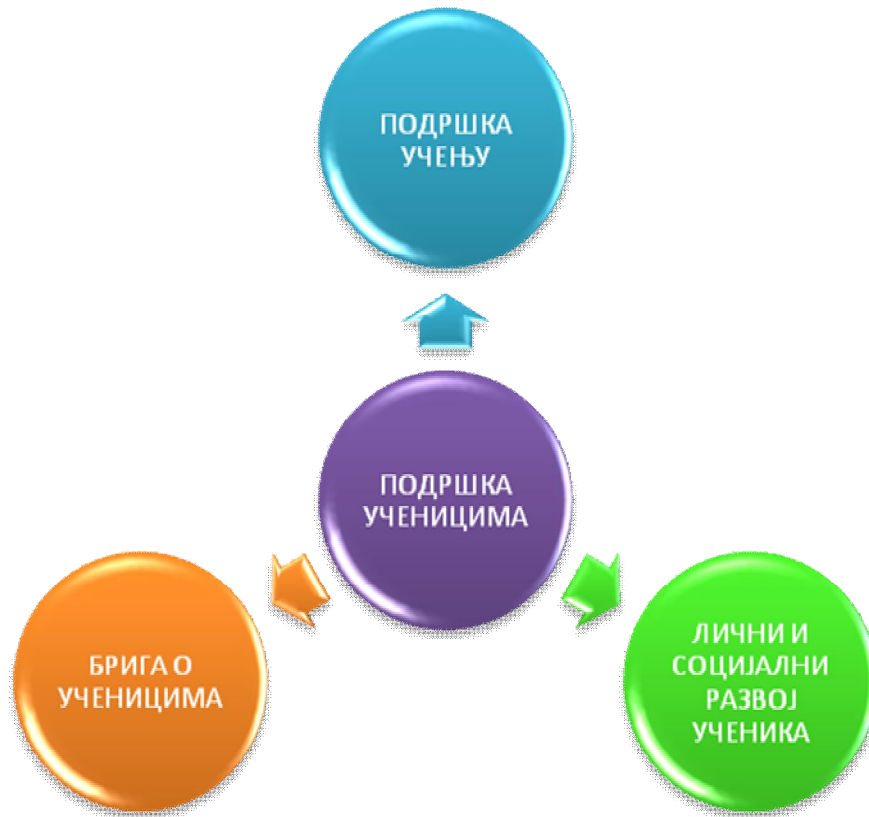 ПОДРШКА
УЧЕЊУ
ПОДРШКА
УЧЕНИЦИМА
БРИГА О
УЧЕНИЦИМА
ЛИЧНИ И
СОЦИЈАЛНИ
РАЗВОЈ
УЧЕНИКА